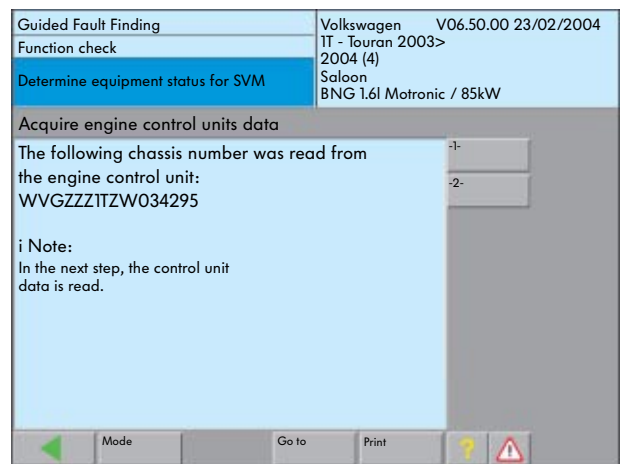 Guided Fault Finding
Function check
Determine equipment status for SVM
Volkswagen V06.50.00 23/02/2004
1T - Touran 2003>
2004 (4)
Saloon
BNG 1.6l Motronic / 85kW
Acquire engine control units data
The following chassis number was read from
the engine control unit:
WVGZZZ1TZW034295
i Note:
In the next step, the control unit
data is read.
-1-
-2-
Mode
Go to
Print
?
!